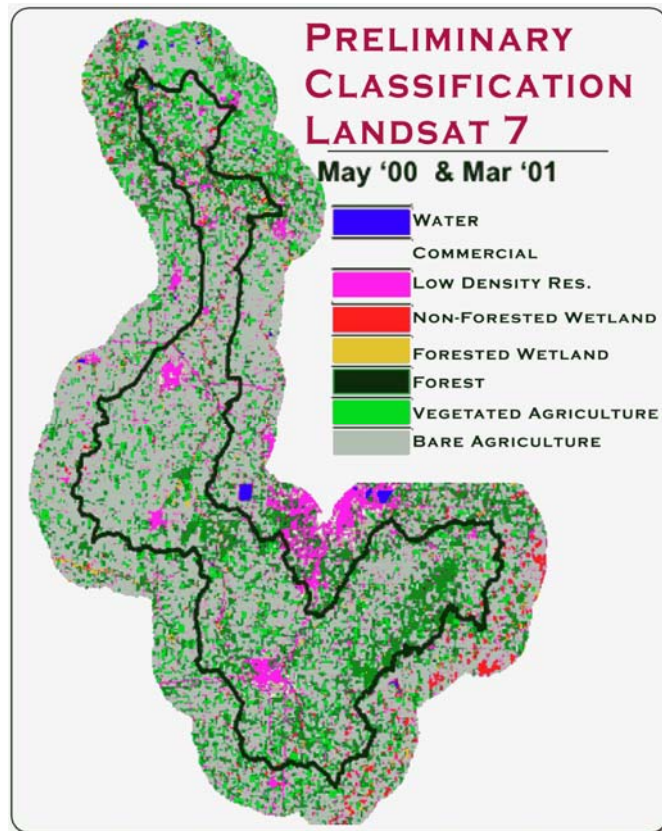 PRELIMINARY
CLASSIFICATION
LANDSAT 7
May ‘00 & Mar ‘01
WATER
COMMERCIAL
LOW DENSITY RES.
NON-FORESTED WETLAND
FORESTED WETLAND
FOREST
VEGETATED AGRICULTURE
BARE AGRICULTURE